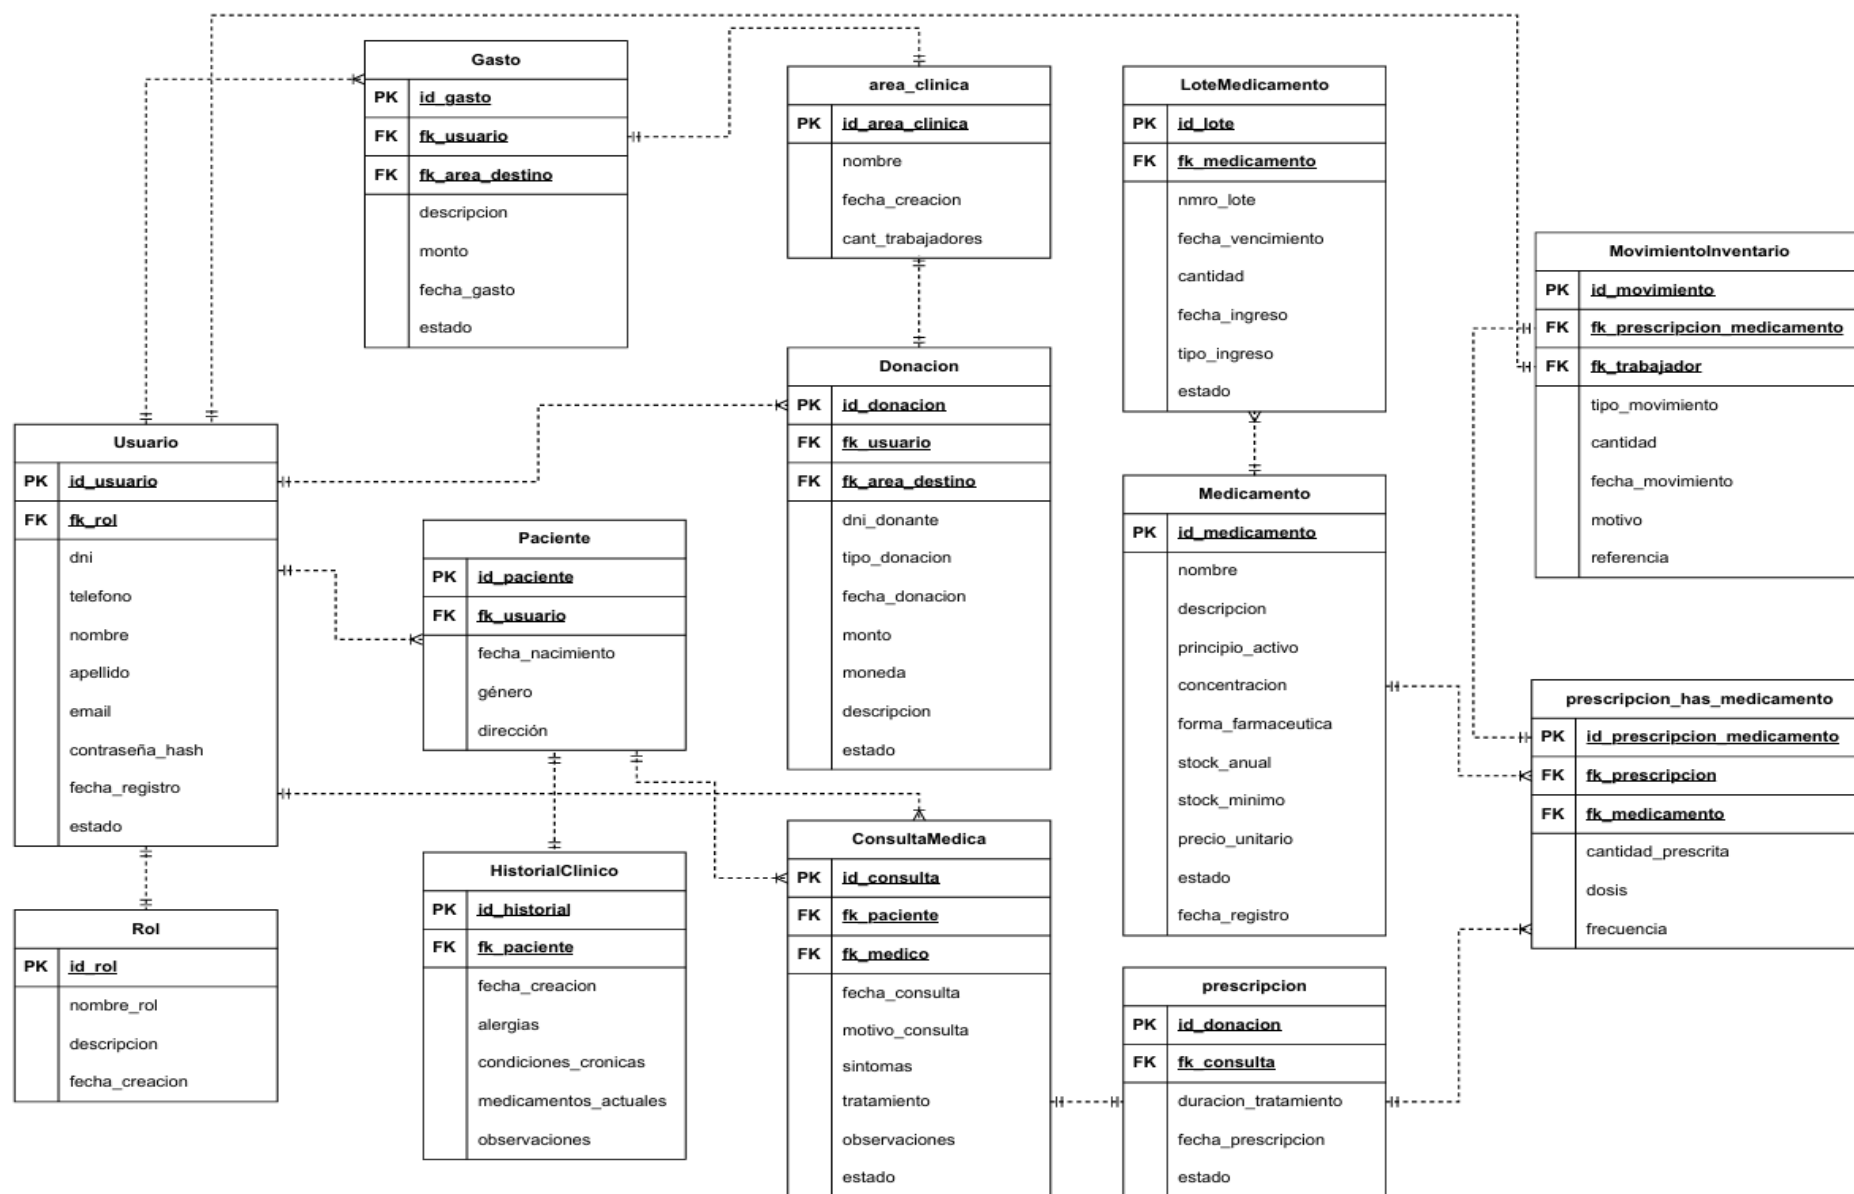 Gasto
PK id_gasto
FK fk_usuario
FK fk_area_destino
descripcion
monto
fecha_gasto
estado
area_clinica
PK id_area_clinica
nombre
fecha_creacion
cant_trabajadores
LoteMedicamento
PK id_lote
FK fk_medicamento
nmro_lote
fecha_vencimiento
cantidad
fecha_ingreso
tipo_ingreso
estado
MovimientoInventario
PK id_movimiento
FK fk_prescripcion_medicamento
FK fk_trabajador
tipo_movimiento
cantidad
fecha_movimiento
motivo
referencia
Usuario
PK id_usuario
FK fk_rol
dni
telefono
nombre
apellido
email
contraseña_hash
fecha_registro
estado
Paciente
PK id_paciente
FK fk_usuario
fecha_nacimiento
género
dirección
Donacion
PK id_donacion
FK fk_usuario
FK fk_area_destino
dni_donante
tipo_donacion
fecha_donacion
monto
moneda
descripcion
estado
Medicamento
PK id_medicamento
nombre
descripcion
principio_activo
concentracion
forma_farmaceutica
stock_anual
stock_minimo
precio_unitario
estado
fecha_registro
prescripcion_has_medicamento
PK id_prescripcion_medicamento
FK fk_prescripcion
FK fk_medicamento
cantidad_prescrita
dosis
frecuencia
Rol
PK id_rol
nombre_rol
descripcion
fecha_creacion
HistorialClinico
PK id_historial
FK fk_paciente
fecha_creacion
alergias
condiciones_cronicas
medicamentos_actuales
observaciones
ConsultaMedica
PK id_consulta
FK fk_paciente
FK fk_medico
fecha_consulta
motivo_consulta
sintomas
tratamiento
observaciones
estado
prescripcion
PK id_donacion
FK fk_consulta
duracion_tratamiento
fecha_prescripcion
estado